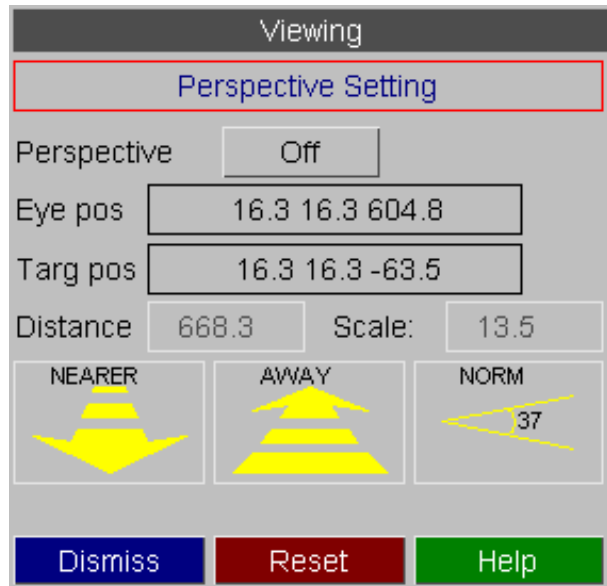 Viewing
Perspective Setting
Perspective Off
Eye pos 16.3 16.3 604.8
Targ pos 16.3 16.3 -63.5
Distance 668.3 Scale: 13.5
NEARER AWAY NORM
37
Dismiss Reset Help